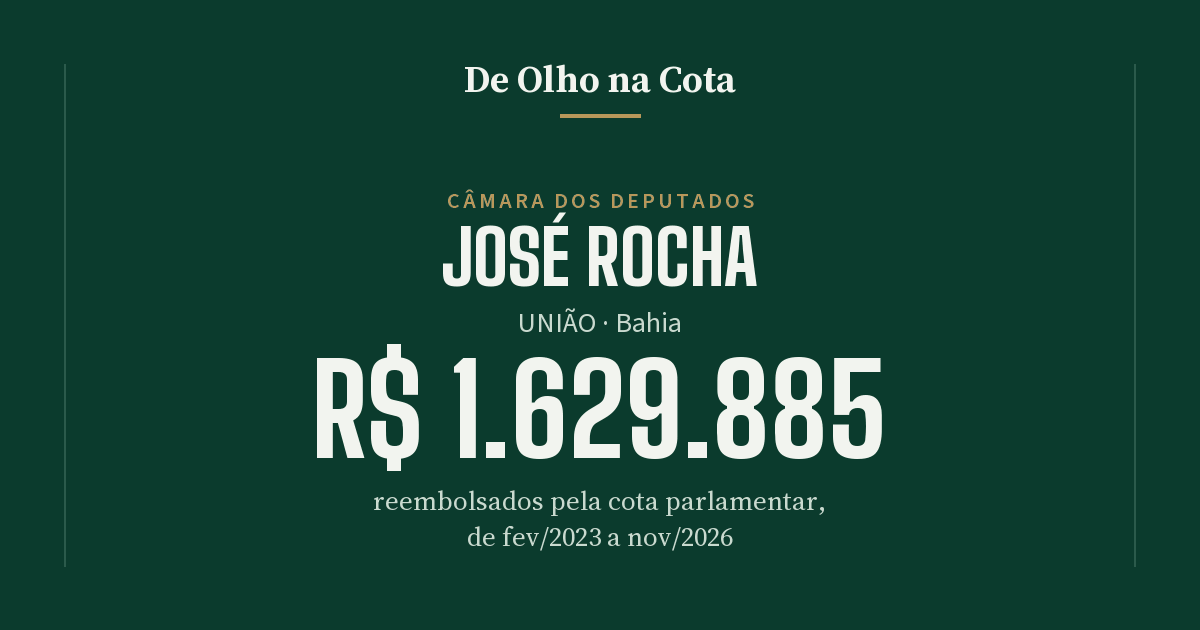 De Olho na Cota
CÂMARA DOS DEPUTADOS
JOSÉ ROCHA
UNIÃO · Bahia
R$ 1.629.885
reembolsados pela cota parlamentar,
de fev/2023 a nov/2026